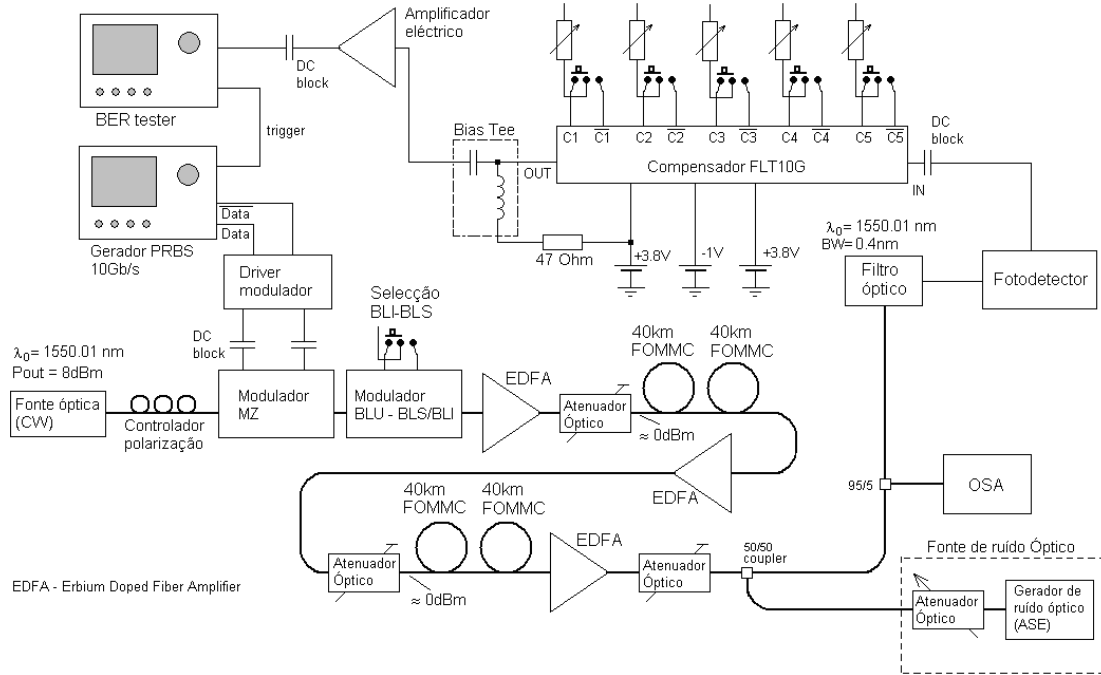 Amplificador
eléctrico
DC
block
BER tester
trigger
Bias Tee
C1 C1 C2 C2 C3 C3 C4 C4 C5 C5
DC
block
Compensador FLT10G
OUT
IN
Data
Data
Gerador PRBS
10Gb/s
47 Ohm
+3.8V
-1V
+3.8V
λ0= 1550.01 nm
BW= 0.4nm
Filtro
óptico
Fotodetector
Driver
modulador
Selecção
BLI-BLS
DC
block
λ0= 1550.01 nm
Pout = 8dBm
Fonte óptica
(CW)
Controlador
polarização
Modulador
MZ
Modulador
BLU - BLS/BLI
EDFA
Atenuador
Óptico
≈ 0dBm
40km
FOMMC
40km
FOMMC
EDFA
95/5
OSA
40km
FOMMC
40km
FOMMC
Atenuador
Óptico
≈ 0dBm
EDFA
Atenuador
Óptico
50/50
coupler
Fonte de ruído Óptico
Atenuador
Óptico
Gerador de
ruído óptico
(ASE)
EDFA - Erbium Doped Fiber Amplifier